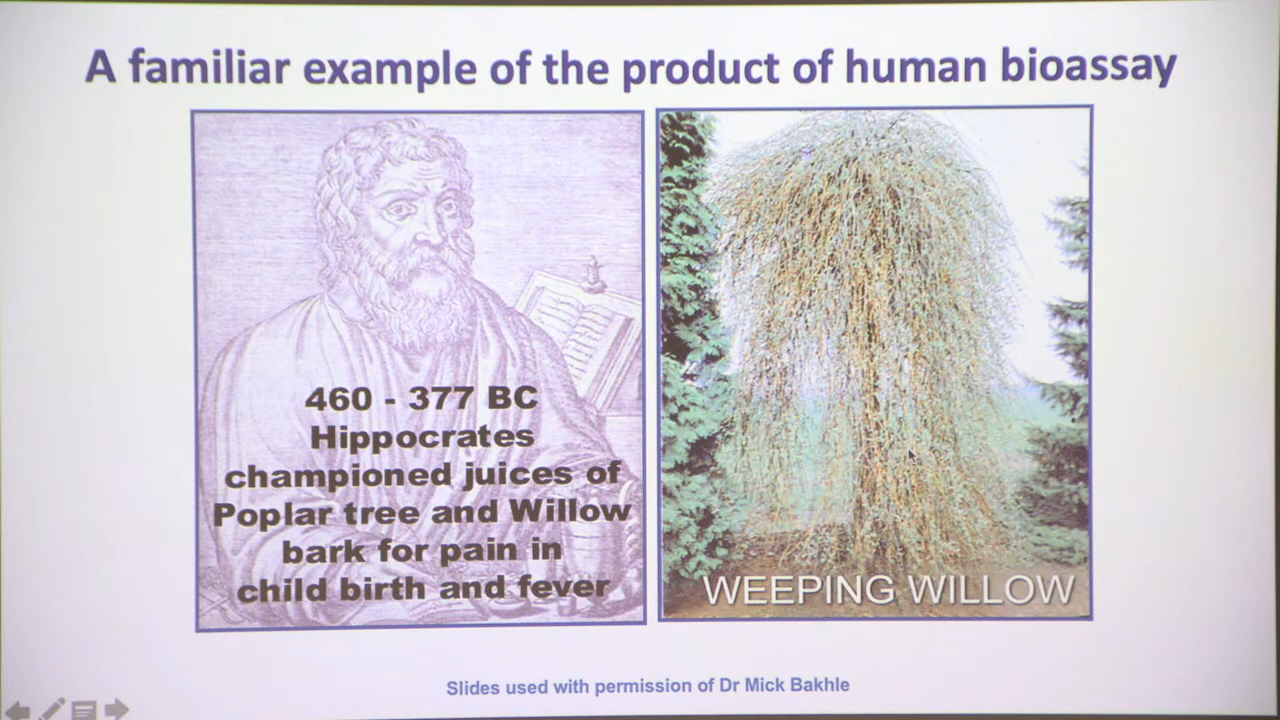 A familiar example of the product of human bioassay
460 - 377 BC
Hippocrates
championed juices of
Poplar tree and Willow
bark for pain in
child birth and fever
WEEPING WILLOW
Slides used with permission of Dr Mick Bakhle